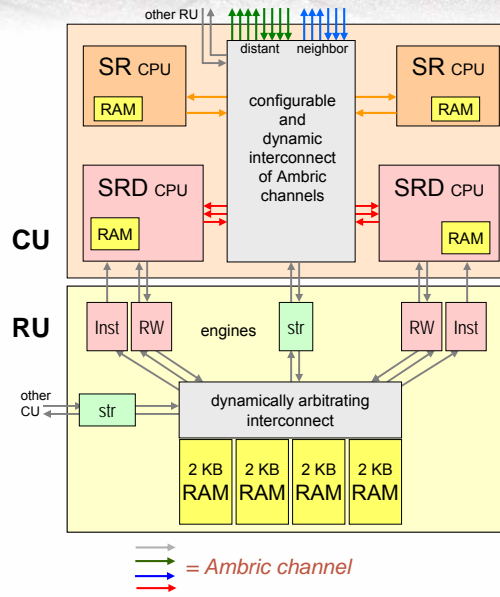 other RU
distant neighbor
SR CPU
RAM
configurable
and
dynamic
interconnect
of Ambric
channels
SR CPU
RAM
SRD CPU
RAM
SRD CPU
RAM
CU
RU
Inst
RW
engines
str
RW
Inst
other
CU
str
dynamically arbitrating
interconnect
2 KB
RAM
2 KB
RAM
2 KB
RAM
2 KB
RAM
= Ambric channel